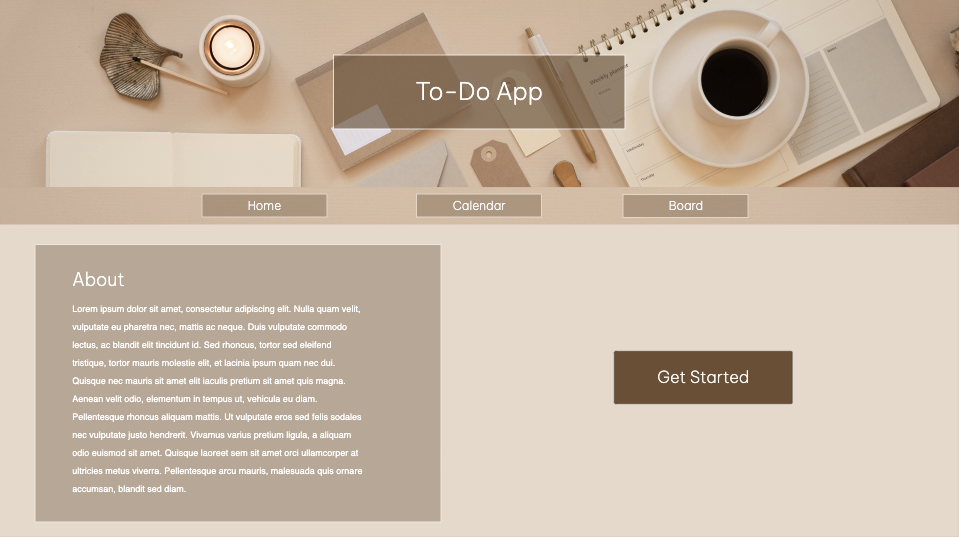 To-Do App
Weekly planner
Wednesday
Thursday
Home
Calendar
Board
About
Lorem ipsum dolor sit amet, consectetur adipiscing elit. Nulla quam velit,
vulputate eu pharetra nec, mattis ac neque. Duis vulputate commodo
lectus, ac blandit elit tincidunt id. Sed rhoncus, tortor sed eleifend
tristique, tortor mauris molestie elit, et lacinia ipsum quam nec dui.
Quisque nec mauris sit amet elit iaculis pretium sit amet quis magna.
Aenean velit odio, elementum in tempus ut, vehicula eu diam.
Pellentesque rhoncus aliquam mattis. Ut vulputate eros sed felis sodales
nec vulputate justo hendrerit. Vivamus varius pretium ligula, a aliquam
odio euismod sit amet. Quisque laoreet sem sit amet orci ullamcorper at
ultricies metus viverra. Pellentesque arcu mauris, malesuada quis ornare
accumsan, blandit sed diam.
Get Started